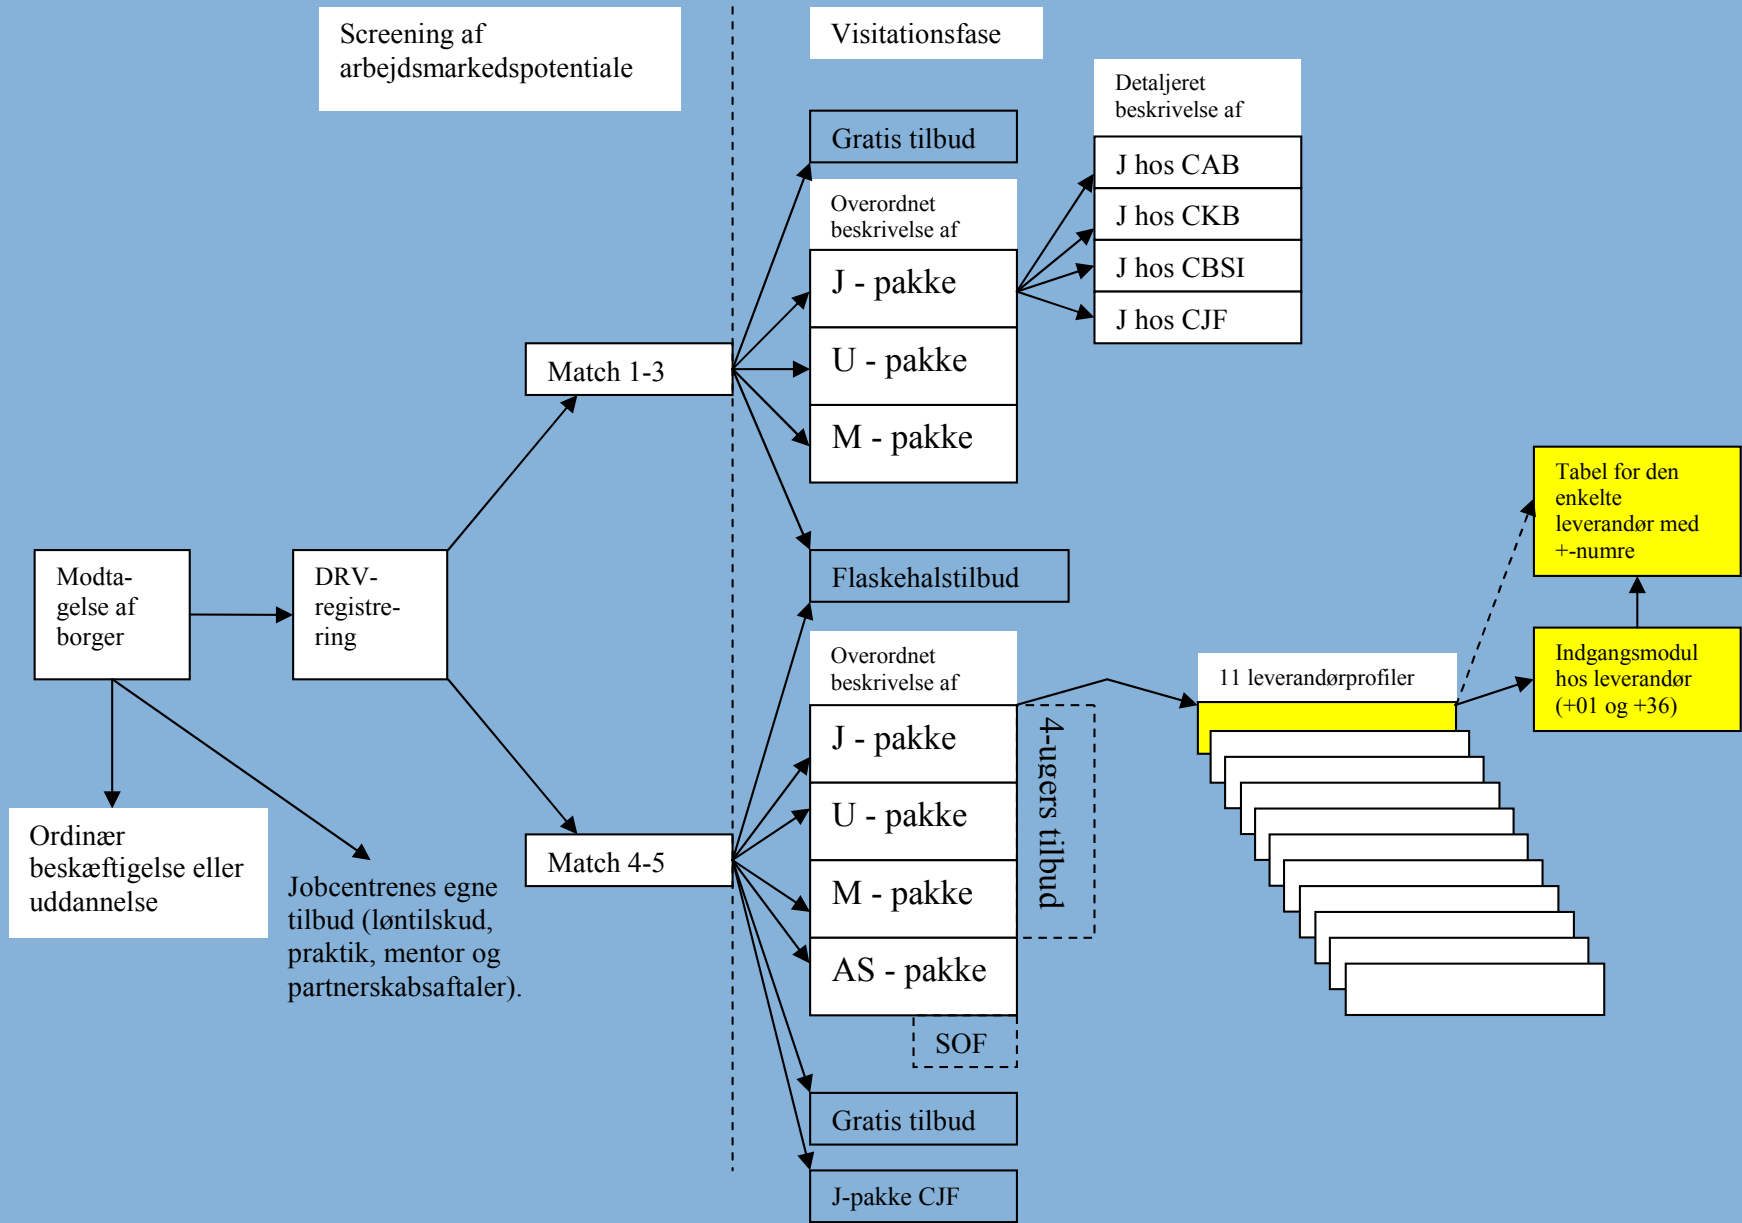 Screening af
arbejdsmarkedspotentiale
Visitationsfase
Detaljeret
beskrivelse af
J hos CAB
J hos CKB
J hos CBSI
J hos CJF
Gratis tilbud
Overordnet
beskrivelse af
J - pakke
U - pakke
M - pakke
Match 1-3
Flaskehalstilbud
Modta-
gelse af
borger
DRV-
registre-
ring
Ordinær
beskæftigelse eller
uddannelse
Jobcentrenes egne
tilbud (løntilskud,
praktik, mentor og
partnerskabsaftaler).
Match 4-5
Overordnet
beskrivelse af
J - pakke
U - pakke
M - pakke
AS - pakke
SOF
4-ugers tilbud
Gratis tilbud
J-pakke CJF
11 leverandørprofiler
Tabel for den
enkelte
leverandør med
+-numre
Indgangsmodul
hos leverandør
(+01 og +36)